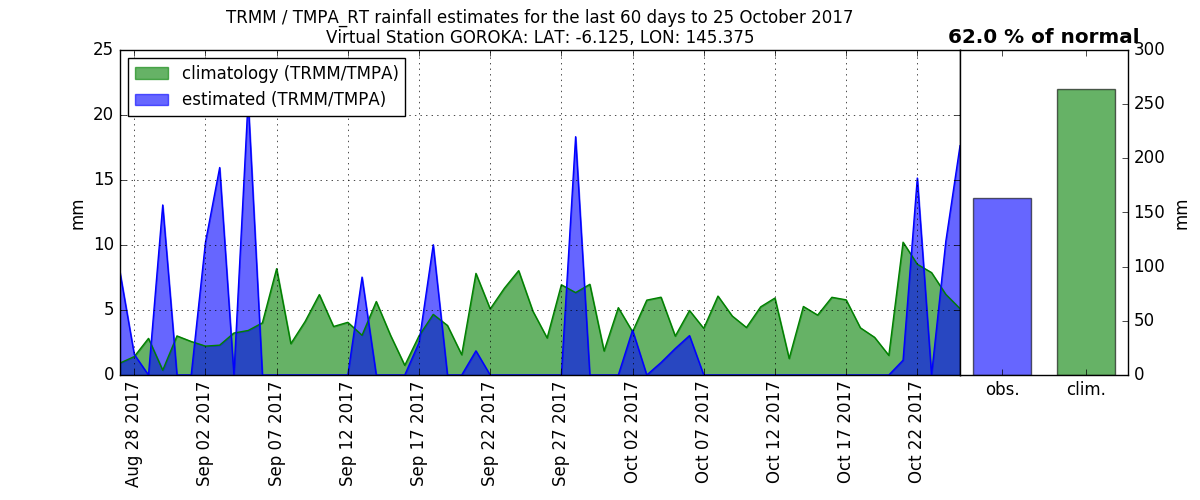 TRMM / TMPA_RT rainfall estimates for the last 60 days to 25 October 2017
Virtual Station GOROKA: LAT: -6.125, LON: 145.375
62.0 % of normal
climatology (TRMM/TMPA)
estimated (TRMM/TMPA)
25
20
15
10
5
0
mm
300
250
200
150
100
50
0
mm
Aug 28 2017
Sep 02 2017
Sep 07 2017
Sep 12 2017
Sep 17 2017
Sep 22 2017
Sep 27 2017
Oct 02 2017
Oct 07 2017
Oct 12 2017
Oct 17 2017
Oct 22 2017
obs.
clim.